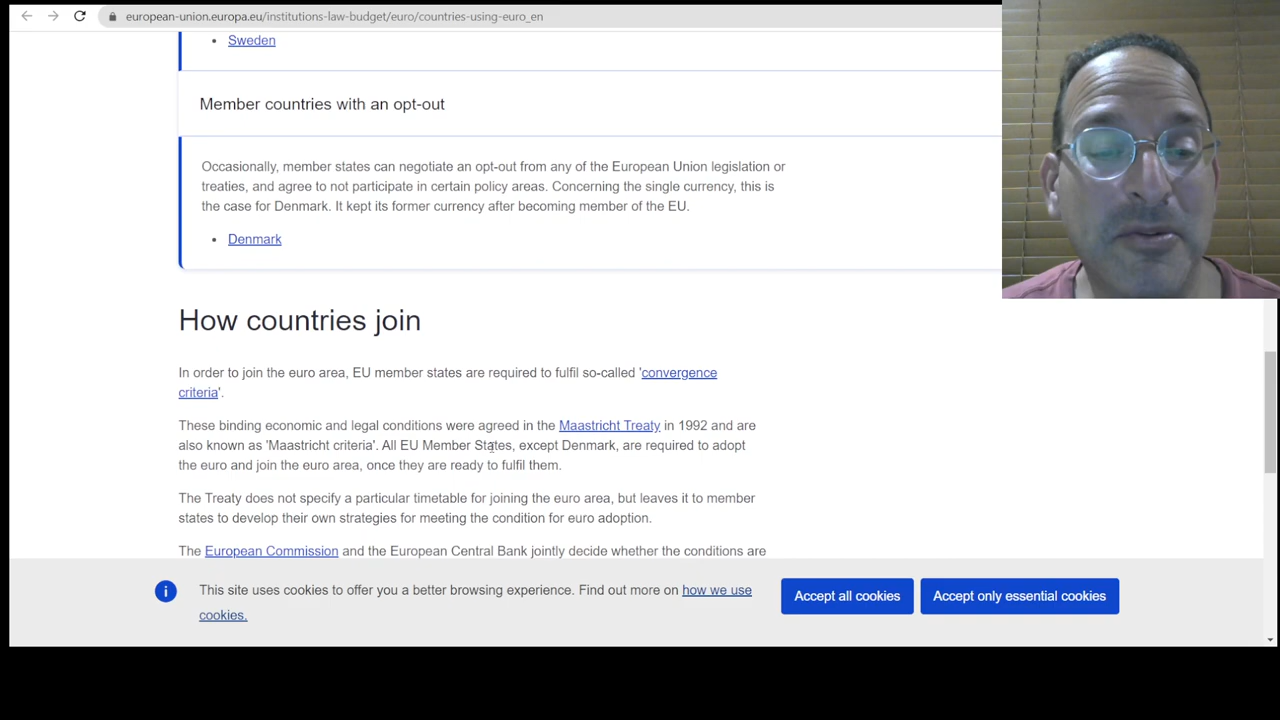 european-union.europa.eu/institutions-law-budget/euro/countries-using-euro_en
Sweden
Member countries with an opt-out
Occasionally, member states can negotiate an opt-out from any of the European Union legislation or
treaties, and agree to not participate in certain policy areas. Concerning the single currency, this is
the case for Denmark. It kept its former currency after becoming member of the EU.
Denmark
How countries join
In order to join the euro area, EU member states are required to fulfil so-called 'convergence
criteria'.
These binding economic and legal conditions were agreed in the Maastricht Treaty in 1992 and are
also known as 'Maastricht criteria'. All EU Member States, except Denmark, are required to adopt
the euro and join the euro area, once they are ready to fulfil them.
The Treaty does not specify a particular timetable for joining the euro area, but leaves it to member
states to develop their own strategies for meeting the condition for euro adoption.
The European Commission and the European Central Bank jointly decide whether the conditions are
This site uses cookies to offer you a better browsing experience. Find out more on how we use
cookies.
Accept all cookies
Accept only essential cookies